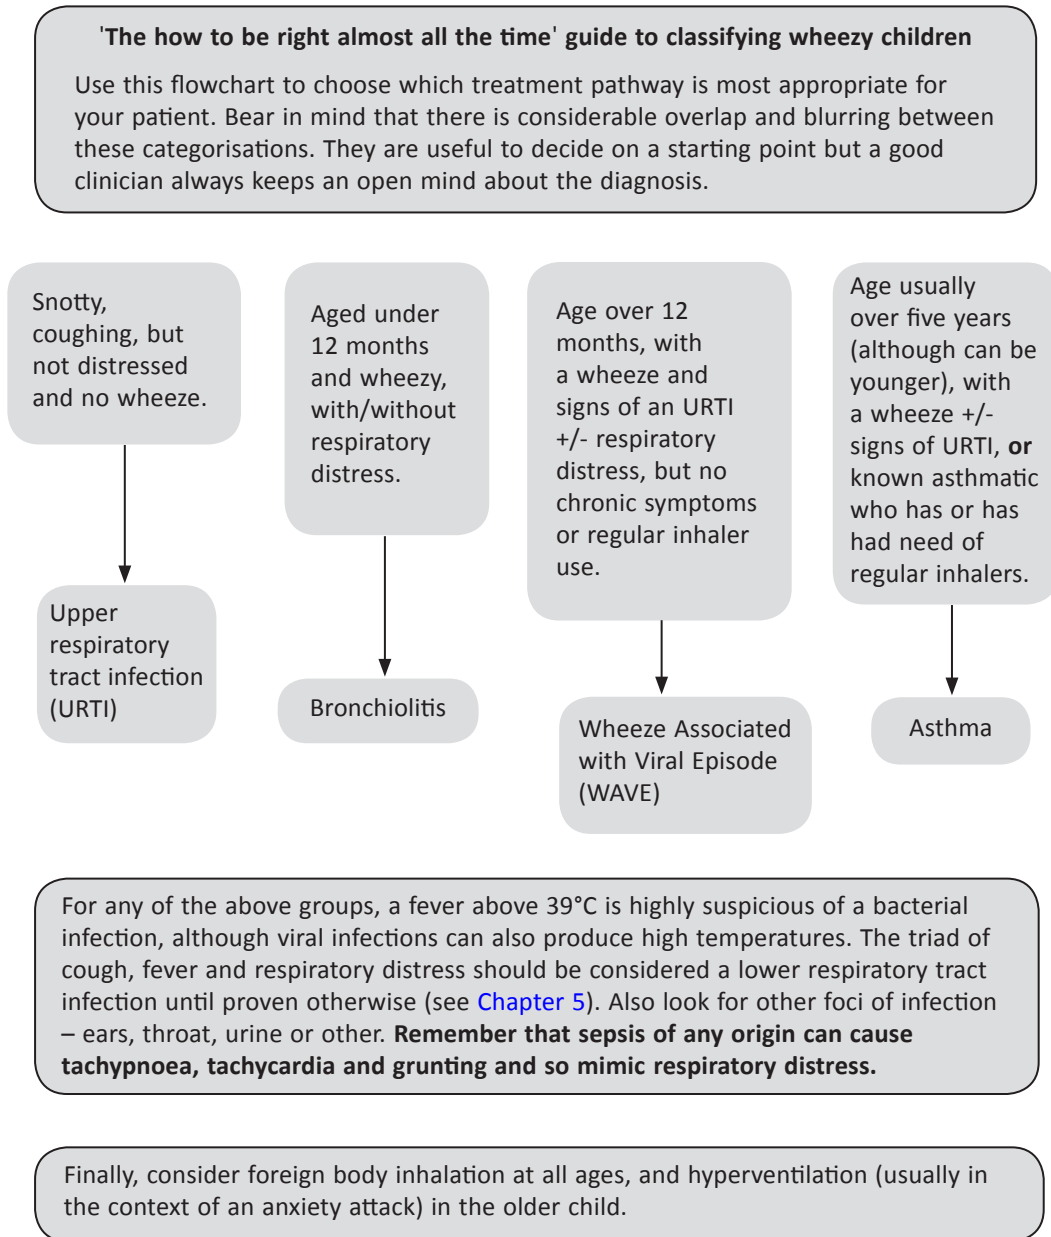 'The how to be right almost all the time' guide to classifying wheezy children
Use this flowchart to choose which treatment pathway is most appropriate for
your patient. Bear in mind that there is considerable overlap and blurring between
these categorisations. They are useful to decide on a starting point but a good
clinician always keeps an open mind about the diagnosis.
Snotty,
coughing, but
not distressed
and no wheeze.
Upper
respiratory
tract infection
(URTI)
Aged under
12 months
and wheezy,
with/without
respiratory
distress.
Bronchiolitis
Age over 12
months, with
a wheeze and
signs of an URTI
+/- respiratory
distress, but no
chronic symptoms
or regular inhaler
use.
Wheeze Associated
with Viral Episode
(WAVE)
Age usually
over five years
(although can be
younger), with
a wheeze +/-
signs of URTI, or
known asthmatic
who has or has
had need of
regular inhalers.
Asthma
For any of the above groups, a fever above 39°C is highly suspicious of a bacterial
infection, although viral infections can also produce high temperatures. The triad of
cough, fever and respiratory distress should be considered a lower respiratory tract
infection until proven otherwise (see Chapter 5). Also look for other foci of infection
– ears, throat, urine or other. Remember that sepsis of any origin can cause
tachypnoea, tachycardia and grunting and so mimic respiratory distress.
Finally, consider foreign body inhalation at all ages, and hyperventilation (usually in
the context of an anxiety attack) in the older child.